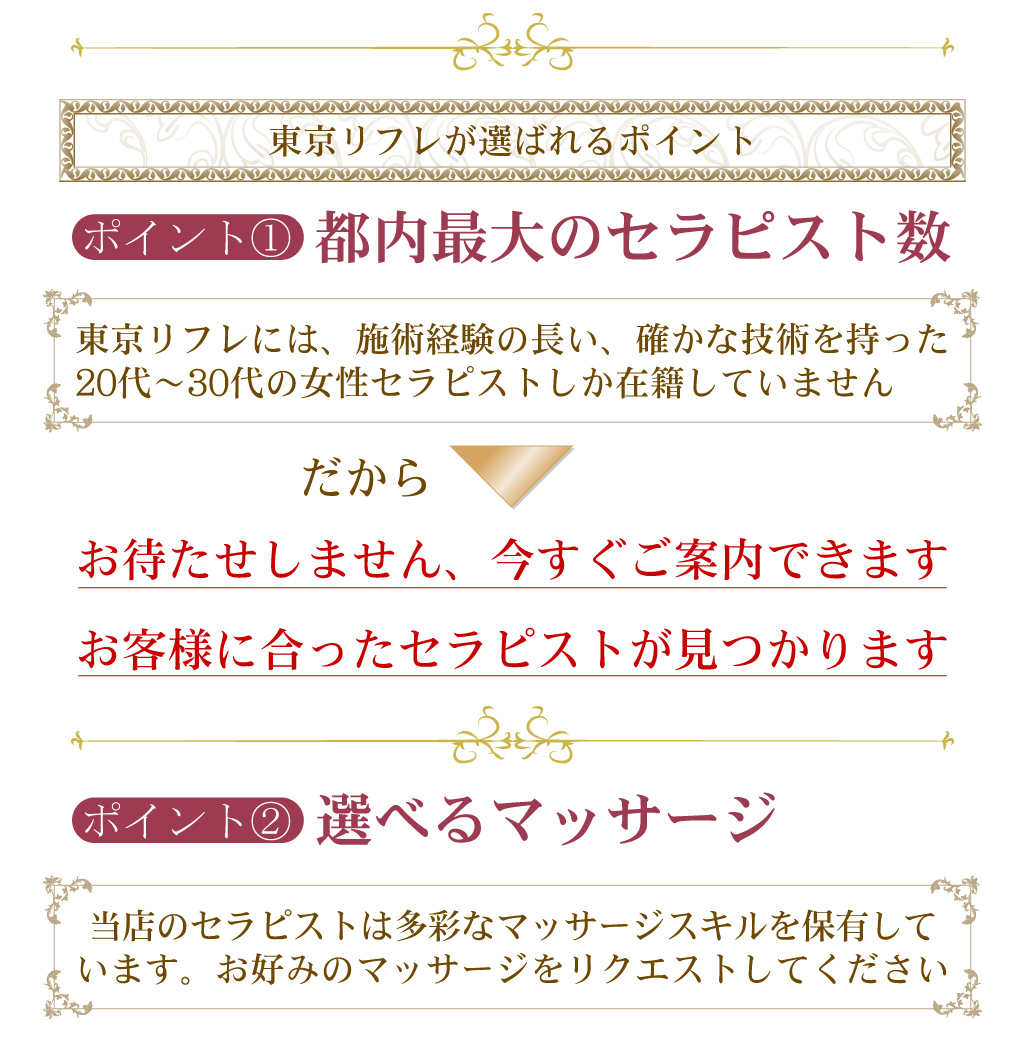 東京リフレが選ばれるポイント
ポイント① 都内最大のセラピスト数
東京リフレには、施術経験の長い、確かな技術を持った
20代～30代の女性セラピストしか在籍していません
だから
お待たせしません、今すぐご案内できます
お客様に合ったセラピストが見つかります
ポイント② 選べるマッサージ
当店のセラピストは多彩なマッサージスキルを保有して
います。お好みのマッサージをリクエストしてください